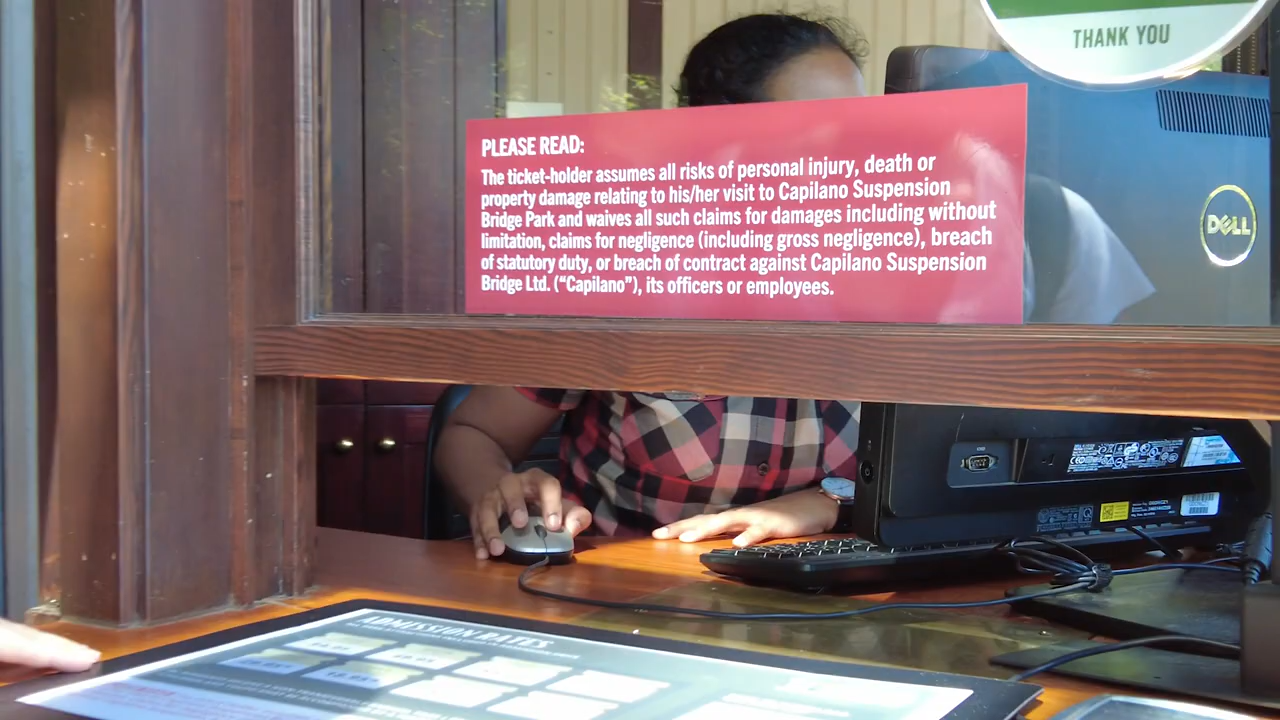 THANK YOU
PLEASE READ:
The ticket-holder assumes all risks of personal injury, death or
property damage relating to his/her visit to Capilano Suspension
Bridge Park and waives all such claims for damages including without
limitation, claims for negligence (including gross negligence), breach
of statutory duty, or breach of contract against Capilano Suspension
Bridge Ltd. ("Capilano"), its officers or employees.
DELL
ADMISSION RATES